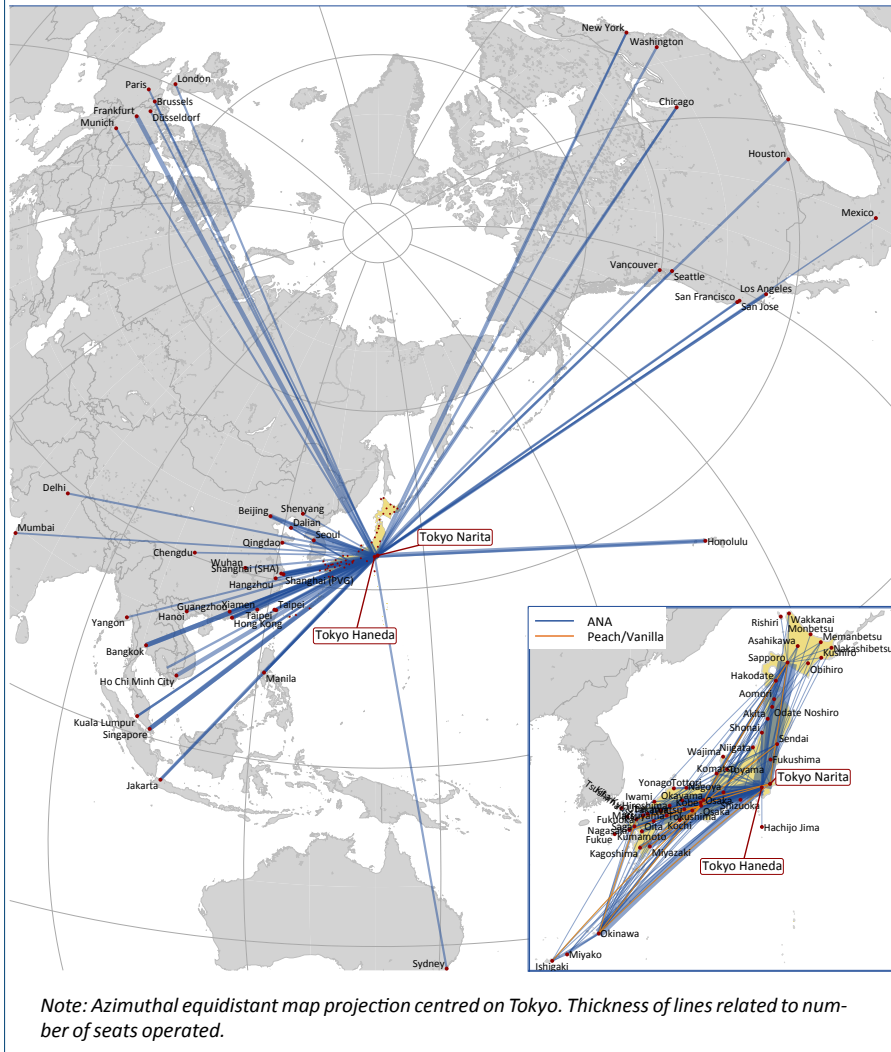 New York
Washington
London
Paris
Brussels
Chicago
Frankfurt
Düsseldorf
Munich
Houston
Mexico
Vancouver
Seattle
Los Angeles
San Francisco
San Jose
Delhi
Beijing
Shenyang
Dalian
Mumbai
Seoul
Qingdao
Tokyo Narita
Honolulu
Chengdu
Wuhan
Shanghai (SHA)
Shanghai (PVG)
Hangzhou
Guangzhou
Xiamen
Taipei
Hanoi
Taipei
Yangon
Hong Kong
Tokyo Haneda
Bangkok
Ho Chi Minh City
Manila
Kuala Lumpur
Singapore
Jakarta
Sydney
ANA
Peach/Vanilla
Rishiri
Wakkanai
Monbetsu
Asahikawa
Memanbetsu
Nakashibetsu
Kushiro
Sapporo
Obihiro
Hakodate
Aomori
Akita
Odate Noshiro
Shonai
Sendai
Niigata
Wajima
Fukushima
Toyama
Tokyo Narita
Yonago
Tottori
Nagoya
Iwami
Okayama
Kobe
Osaka
Shizuoka
Hiroshima
Osaka
Tokushima
Fukuoka
Saga
Oita
Kochi
Hachijo Jima
Nagasaki
Kumamoto
Fukue
Miyazaki
Kagoshima
Tokyo Haneda
Okinawa
Miyako
Ishigaki
Note: Azimuthal equidistant map projection centred on Tokyo. Thickness of lines related to num-
ber of seats operated.